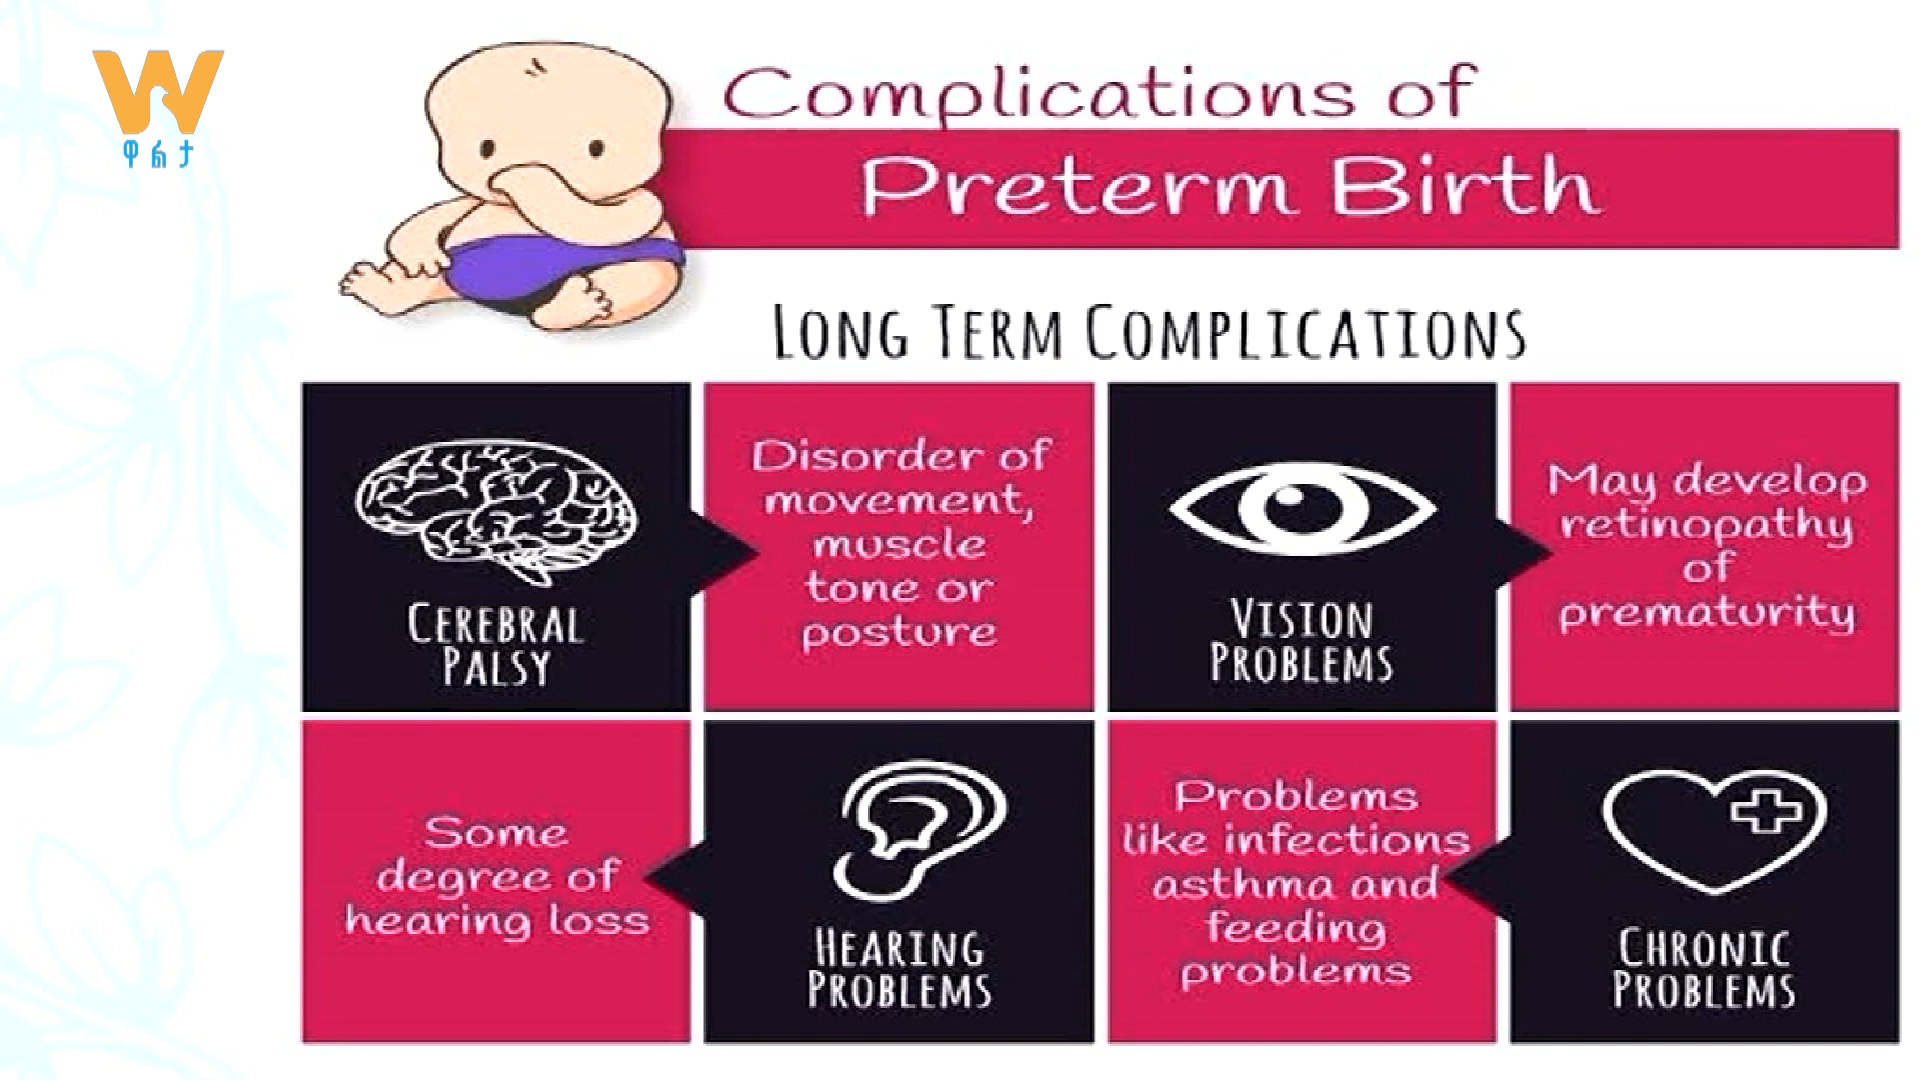 ዋልታ
Complications of
Preterm Birth
LONG TERM COMPLICATIONS
CEREBRAL
PALSY
Disorder of
movement,
muscle
tone or
posture
VISION
PROBLEMS
May develop
retinopathy
of
prematurity
Some
degree of
hearing loss
HEARING
PROBLEMS
Problems
like infections
asthma and
feeding
problems
CHRONIC
PROBLEMS